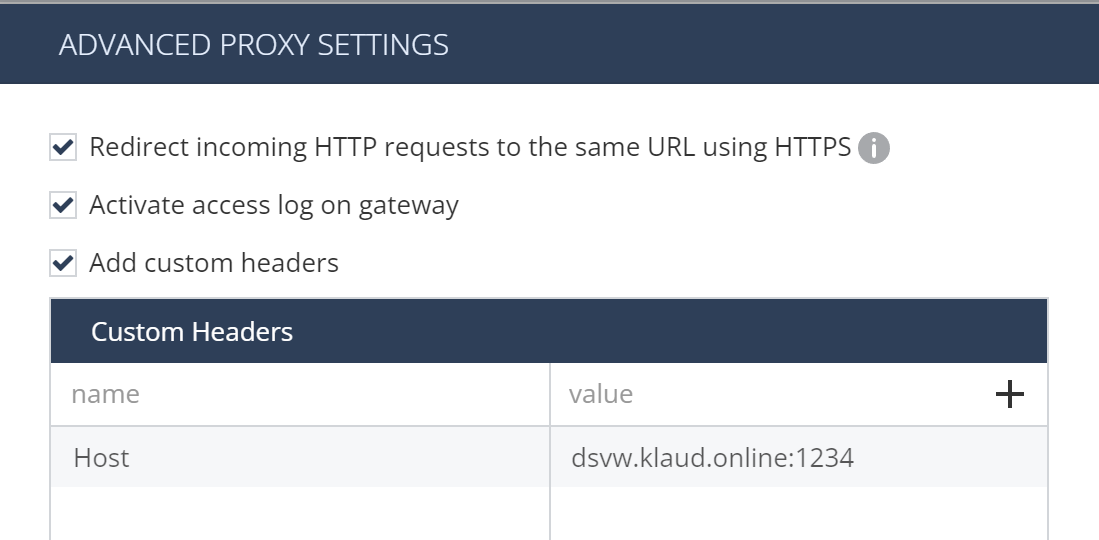 ADVANCED PROXY SETTINGS
Redirect incoming HTTP requests to the same URL using HTTPS
Activate access log on gateway
Add custom headers
Custom Headers
name value
Host dsvw.klaud.online:1234